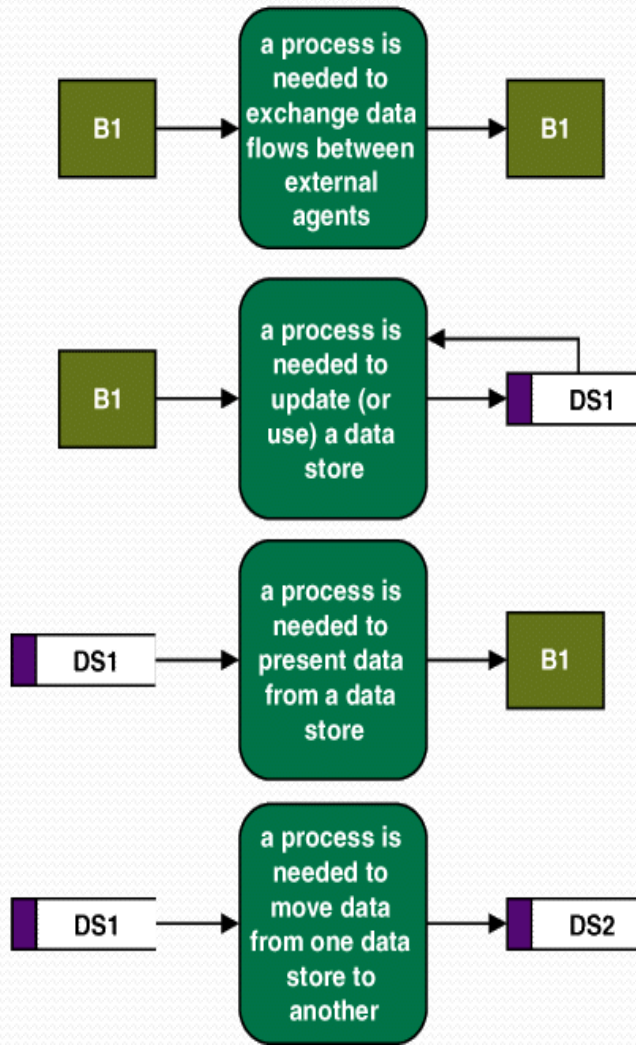 B1
a process is
needed to
exchange data
flows between
external
agents
B1
B1
a process is
needed to
update (or
use) a data
store
DS1
DS1
a process is
needed to
present data
from a data
store
B1
DS1
a process is
needed to
move data
from one data
store to
another
DS2